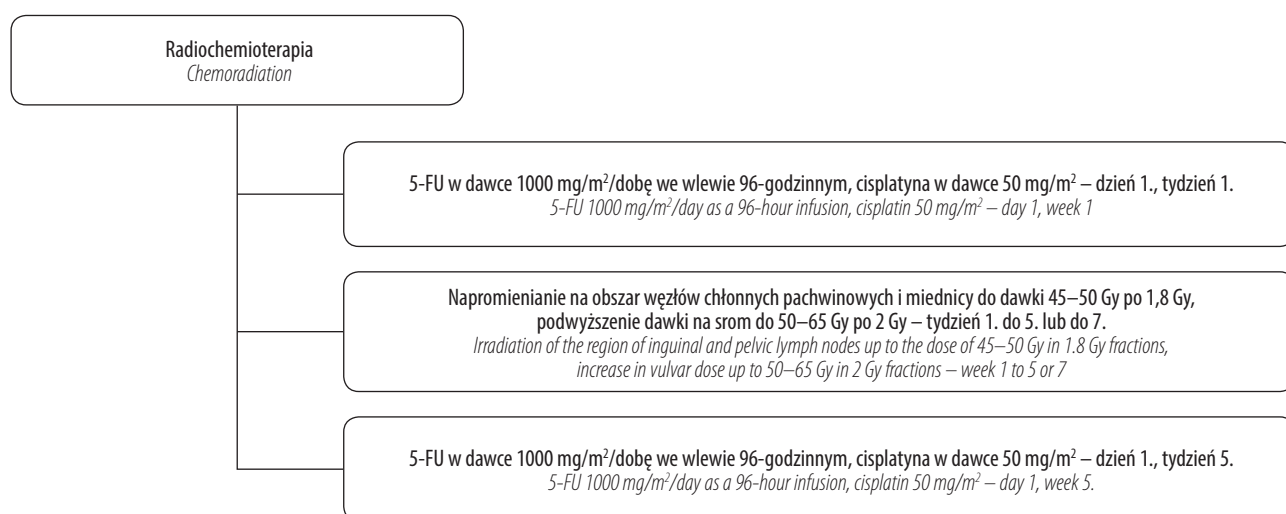 Radiochemioterapia
Chemoradiation
5-FU w dawce 1000 mg/m²/dobę we wlewie 96-godzinnym, cisplatyna w dawce 50 mg/m² – dzień 1., tydzień 1.
5-FU 1000 mg/m²/day as a 96-hour infusion, cisplatin 50 mg/m² – day 1, week 1
Napromienianie na obszar węzłów chłonnych pachwinowych i miednicy do dawki 45–50 Gy po 1,8 Gy,
podwyższenie dawki na srom do 50–65 Gy po 2 Gy – tydzień 1. do 5. lub do 7.
Irradiation of the region of inguinal and pelvic lymph nodes up to the dose of 45–50 Gy in 1.8 Gy fractions,
increase in vulvar dose up to 50–65 Gy in 2 Gy fractions – week 1 to 5 or 7
5-FU w dawce 1000 mg/m²/dobę we wlewie 96-godzinnym, cisplatyna w dawce 50 mg/m² – dzień 1., tydzień 5.
5-FU 1000 mg/m²/day as a 96-hour infusion, cisplatin 50 mg/m² – day 1, week 5.